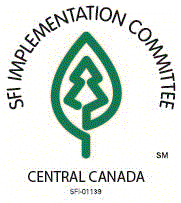 SFI IMPLEMENTATION COMMITTEE
SM
CENTRAL CANADA
SFI-01139